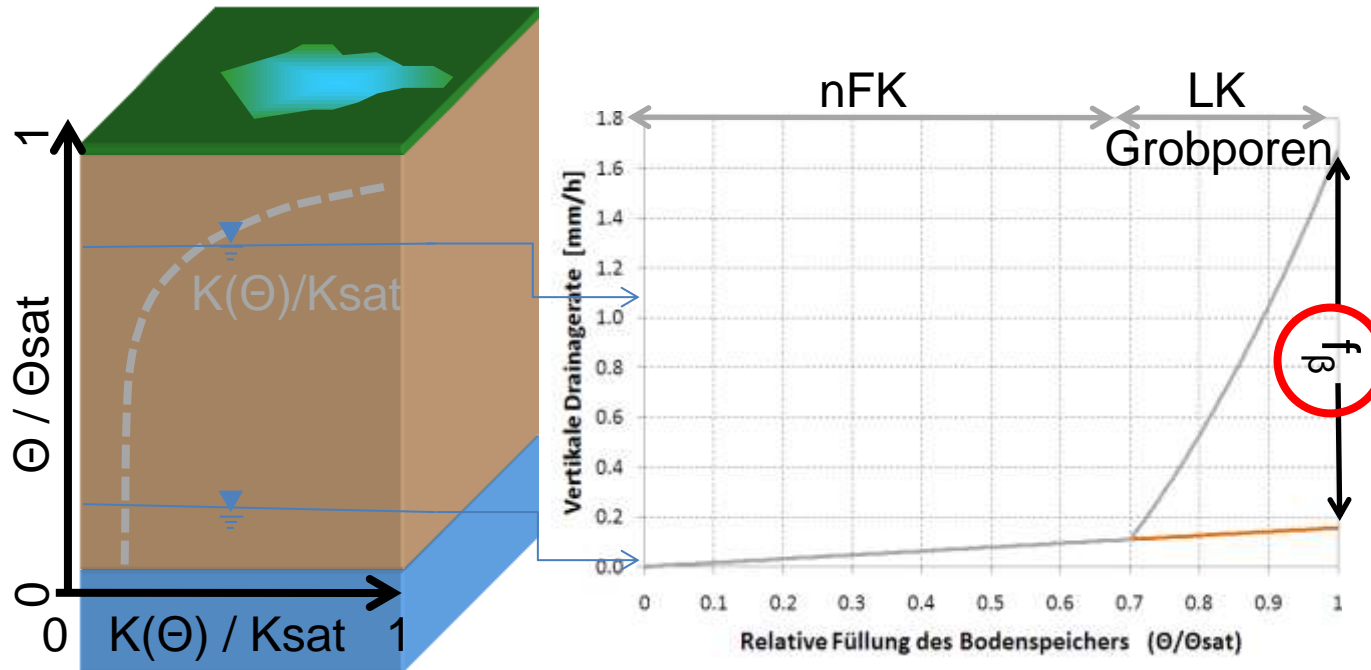 1
K(Θ)/Ksat
Θ / Θsat
0
0 K(Θ) / Ksat 1
nFK LK
Grobporen
Vertikale Drainagerate [mm/h]
1.8
1.6
1.4
1.2
1.0
0.8
0.6
0.4
0.2
0.0
fβ
0 0.1 0.2 0.3 0.4 0.5 0.6 0.7 0.8 0.9 1
Relative Füllung des Bodenspeichers (Θ/Θsat)